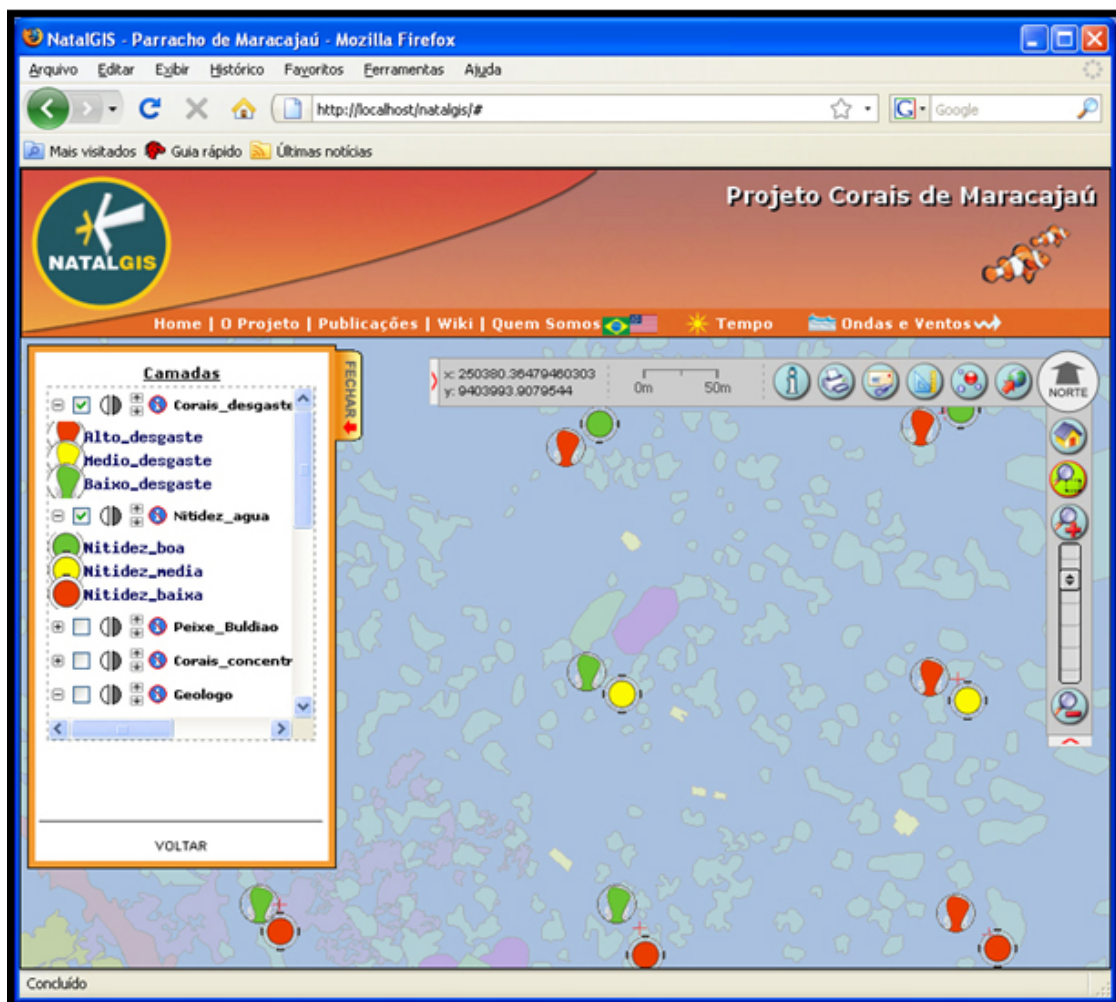 NatalGIS - Parracho de Maracajaú - Mozilla Firefox
Arquivo Editar Exibir Histórico Favoritos Ferramentas Ajuda
http://localhost/natalgis/#
G Google
Mais visitados Guia rápido Últimas notícias
Projeto Corais de Maracajaú
NATALGIS
Home | O Projeto | Publicações | Wiki | Quem Somos Tempo Ondas e Ventos
Camadas
FECHAR
x: 260380.36479460303
y: 9403993.9079544
0m 50m
NORTE
Corais_desgaste
Alto_desgaste
Medio_desgaste
Baixo_desgaste
Nitidez_agua
Nitidez_boa
Nitidez_media
Nitidez_baixa
Peixe_Buldiao
Corais_concentr
Geologo
VOLTAR
Concluído